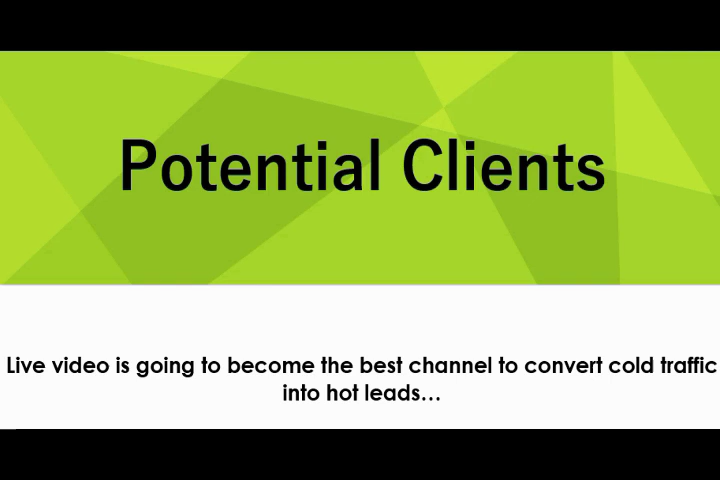 Potential Clients
Live video is going to become the best channel to convert cold traffic
into hot leads…